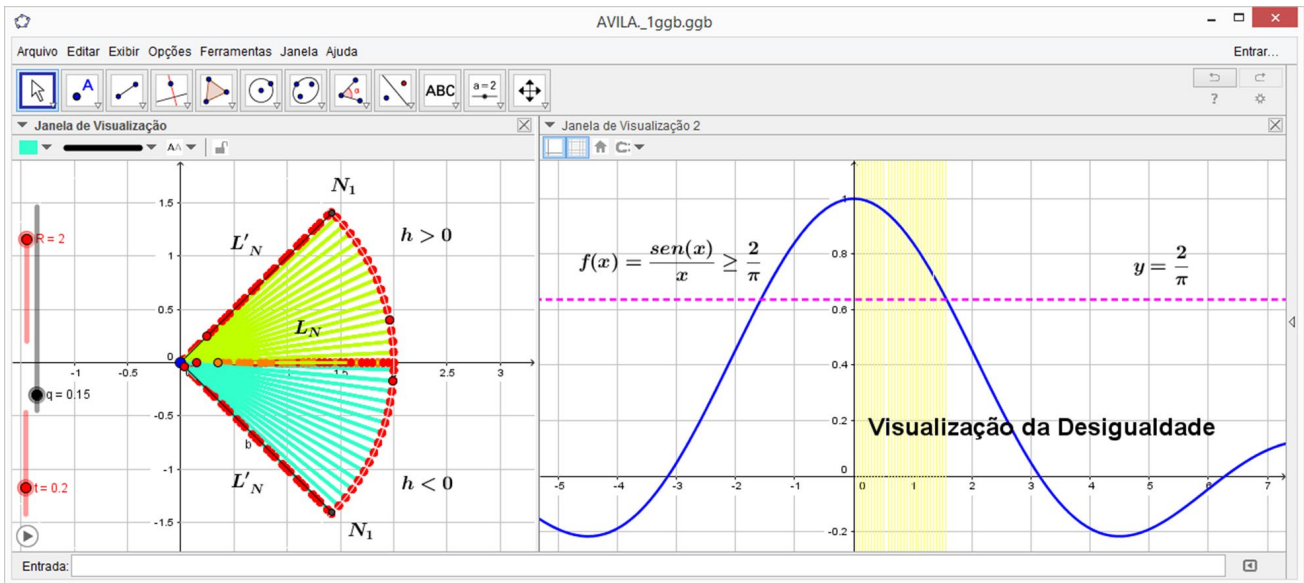 AVILA._1ggb.ggb
Arquivo Editar Exibir Opções Ferramentas Janela Ajuda
Entrar...
A
α
ABC
a=2
?
Janela de Visualização
AA
N₁
L'_N
h > 0
R = 2
L_N
q = 0.15
t = 0.2
b
L'_N
h < 0
N₁
1.5
1
0.5
0
-0.5
-1
-1.5
-1 -0.5 1.5 2 2.5 3
Janela de Visualização 2
f(x) = sen(x)/x ≥ 2/π
y = 2/π
Visualização da Desigualdade
1
0.8
0.6
0.4
0.2
0
-0.2
-5 -4 -3 -2 -1 0 1 2 3 4 5 6 7
Entrada: